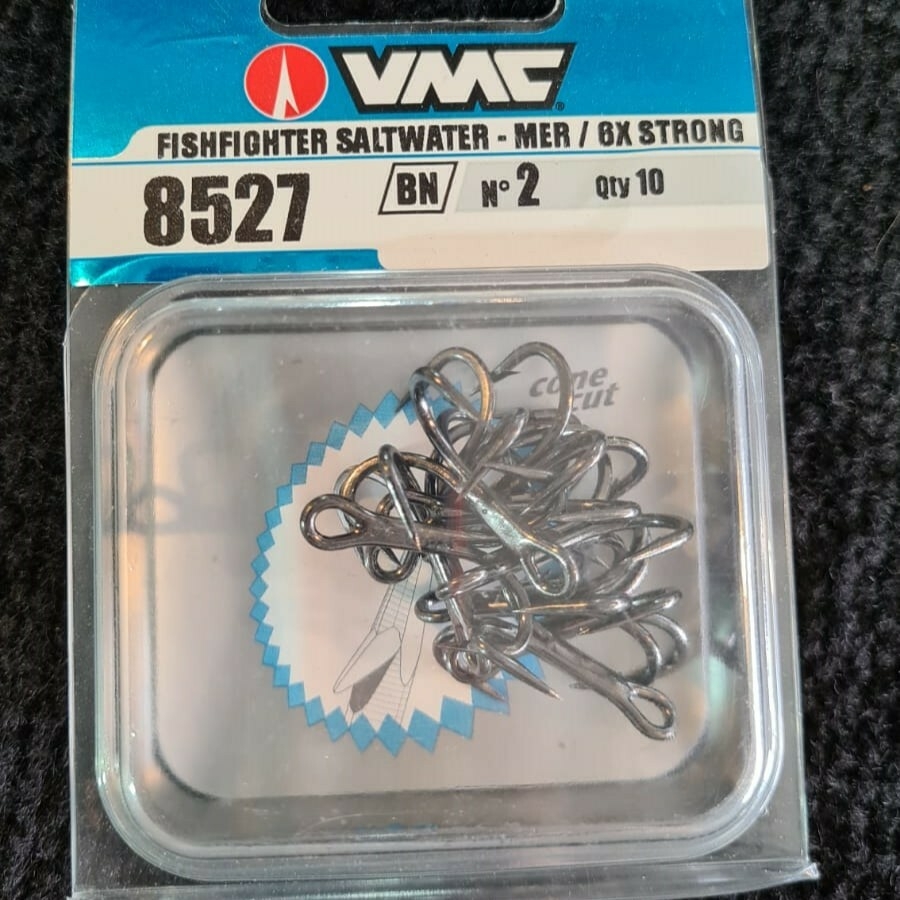 VMC®
FISHFIGHTER SALTWATER - MER / 6X STRONG
8527 BN N° 2 Qty 10
cone
cut